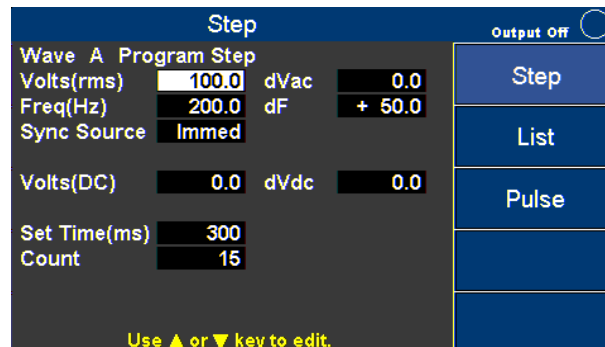 Step
Output Off
Wave A Program Step
Volts(rms) 100.0 dVac 0.0
Freq(Hz) 200.0 dF + 50.0
Sync Source Immed
Volts(DC) 0.0 dVdc 0.0
Set Time(ms) 300
Count 15
Use ▲ or ▼ key to edit.
Step
List
Pulse